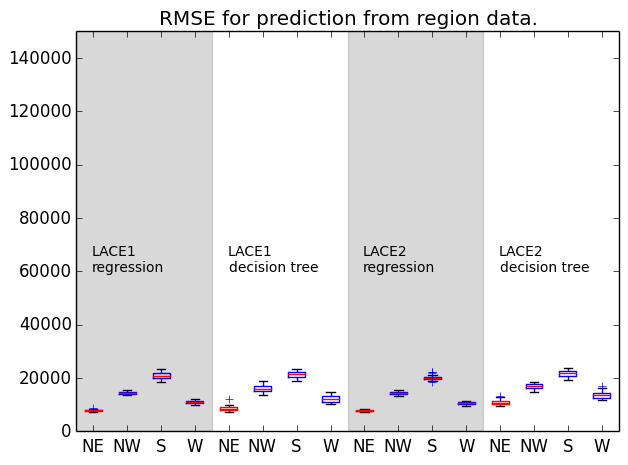 RMSE for prediction from region data.
140000
120000
100000
80000
60000
40000
20000
0
LACE1
regression
LACE1
decision tree
LACE2
regression
LACE2
decision tree
NE NW S W NE NW S W NE NW S W NE NW S W